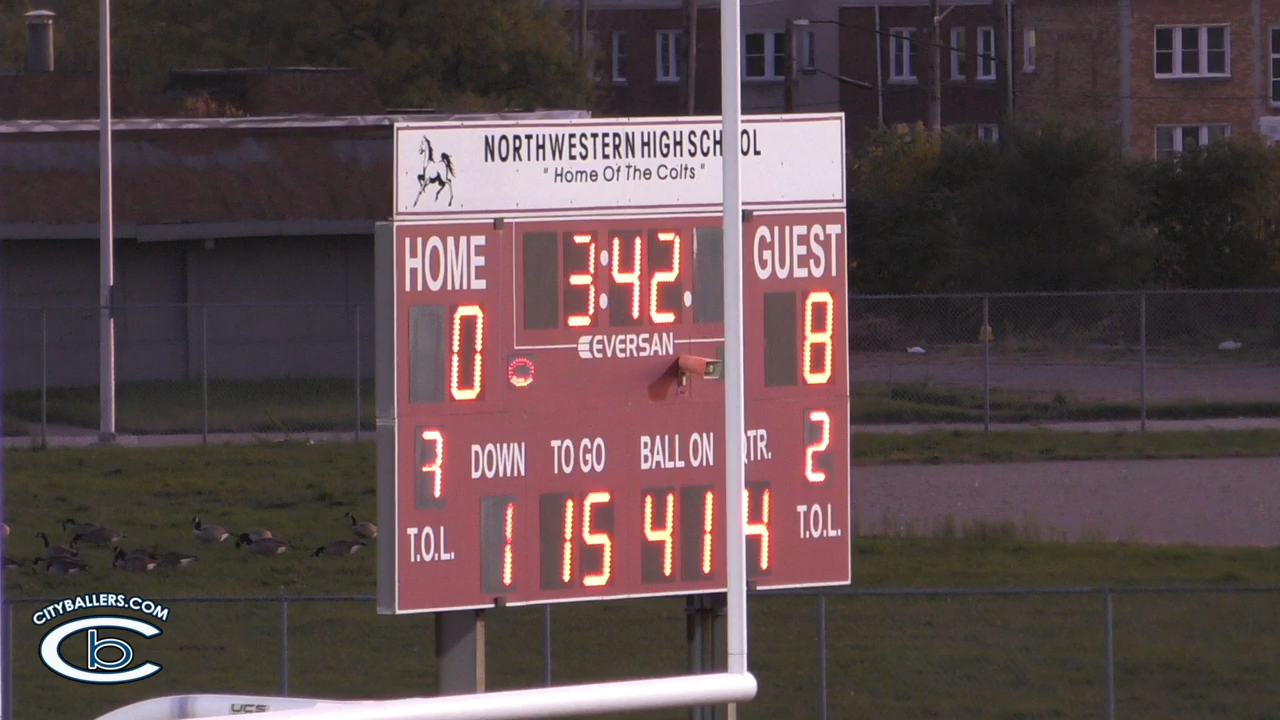 NORTHWESTERN HIGH SCHOOL
"Home Of The Colts"
HOME
3:42.
GUEST
0
8
EVERSAN
3
DOWN
TO GO
BALL ON
QTR.
2
T.O.L.
1
15
41
4
T.O.L.
CITYBALLERS.COM
Cb
UCS